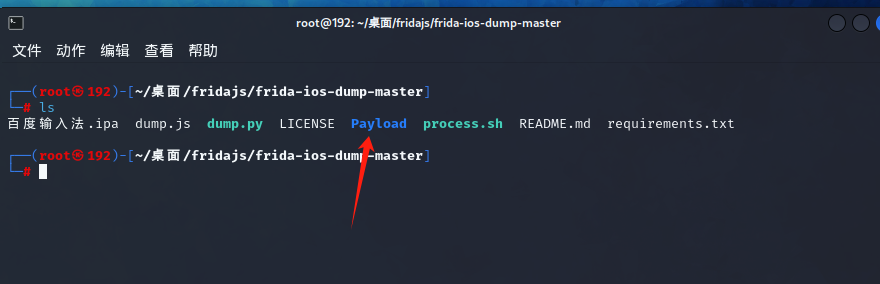 root@192: ~/桌面/fridajs/frida-ios-dump-master
文件 动作 编辑 查看 帮助
┌──(root㉿192)-[~/桌面/fridajs/frida-ios-dump-master]
└─# ls
百度输入法.ipa dump.js dump.py LICENSE Payload process.sh README.md requirements.txt
┌──(root㉿192)-[~/桌面/fridajs/frida-ios-dump-master]
└─#